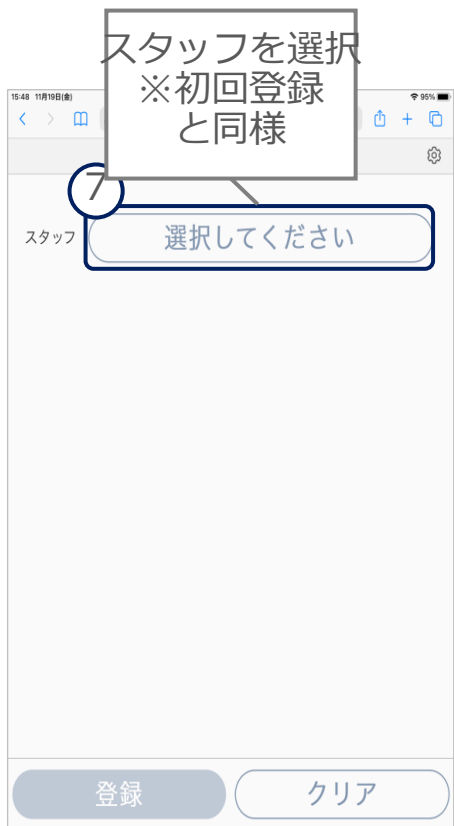 スタッフを選択
※初回登録
と同様
15:48 11月19日(金)
95%
7
スタッフ
選択してください
登録
クリア